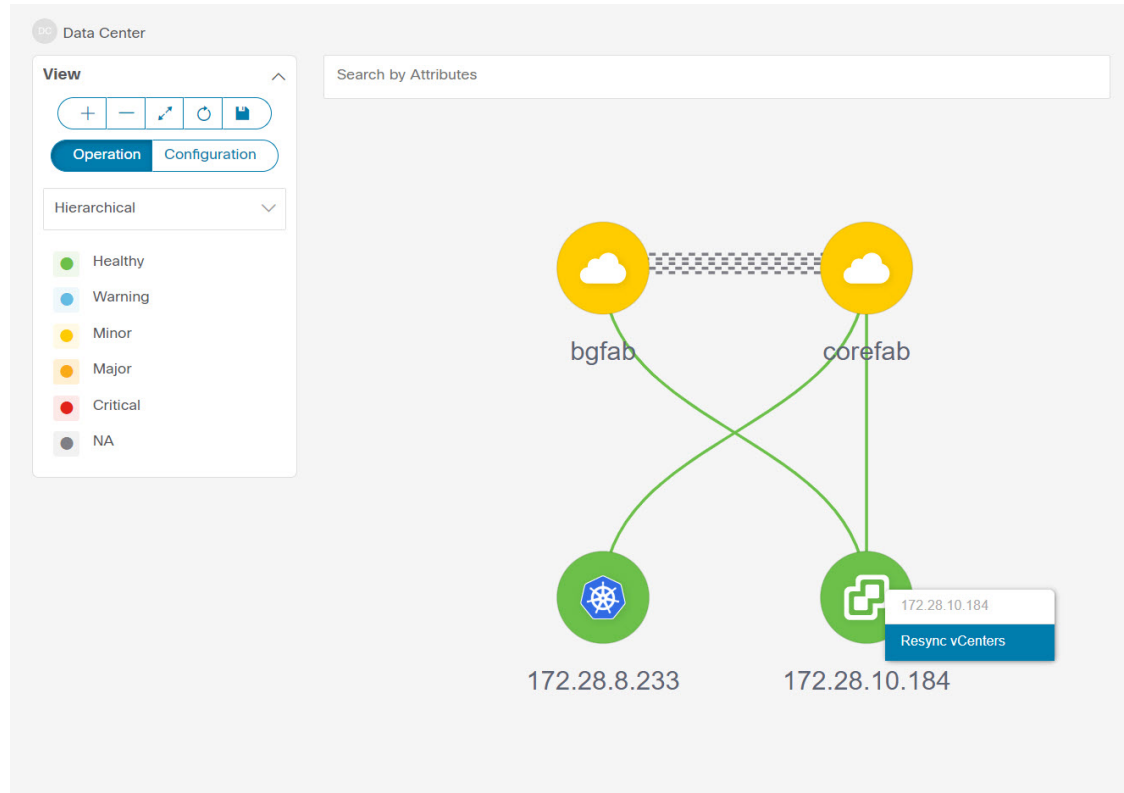 DC Data Center
View
Search by Attributes
Operation Configuration
Hierarchical
Healthy
Warning
Minor
Major
Critical
NA
bgfab
corefab
172.28.10.184
Resync vCenters
172.28.8.233
172.28.10.184